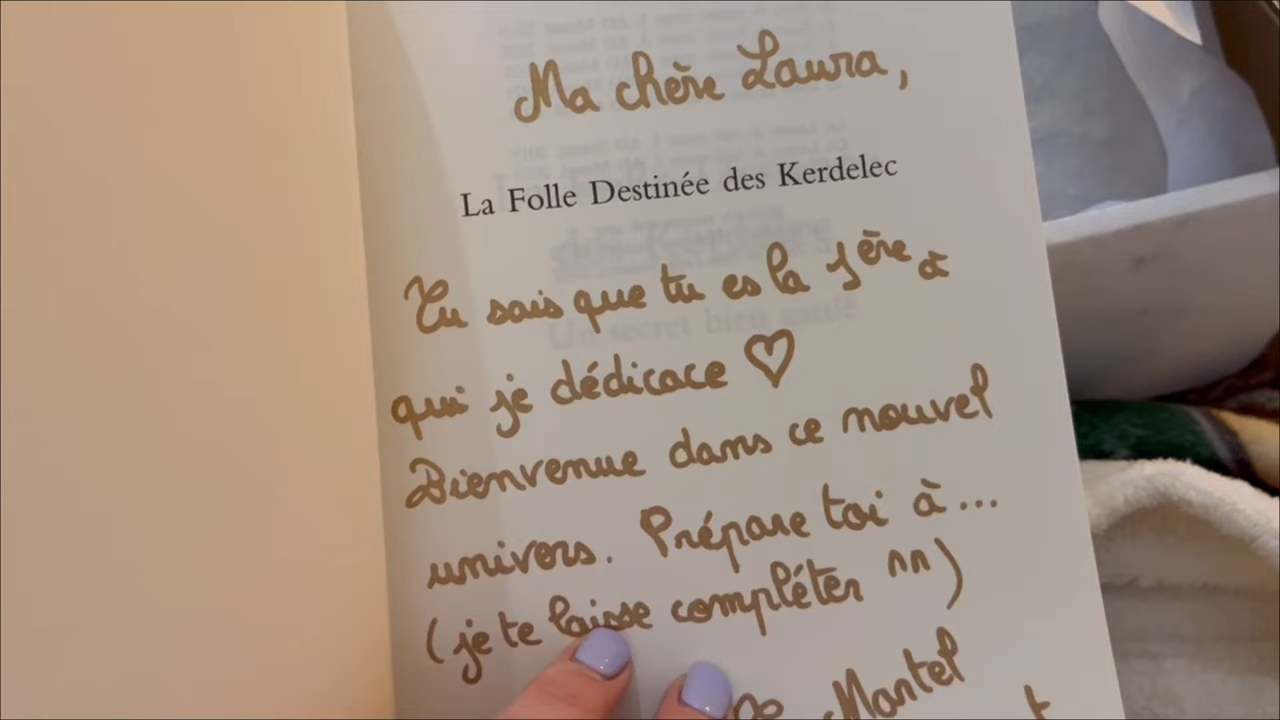 Ma chère Laura,
La Folle Destinée des Kerdelec
Tu sais que tu es la 1ère à
qui je dédicace ♡
Bienvenue dans ce nouvel
univers. Prépare toi à...
(je te laisse compléter ^^)
Martel